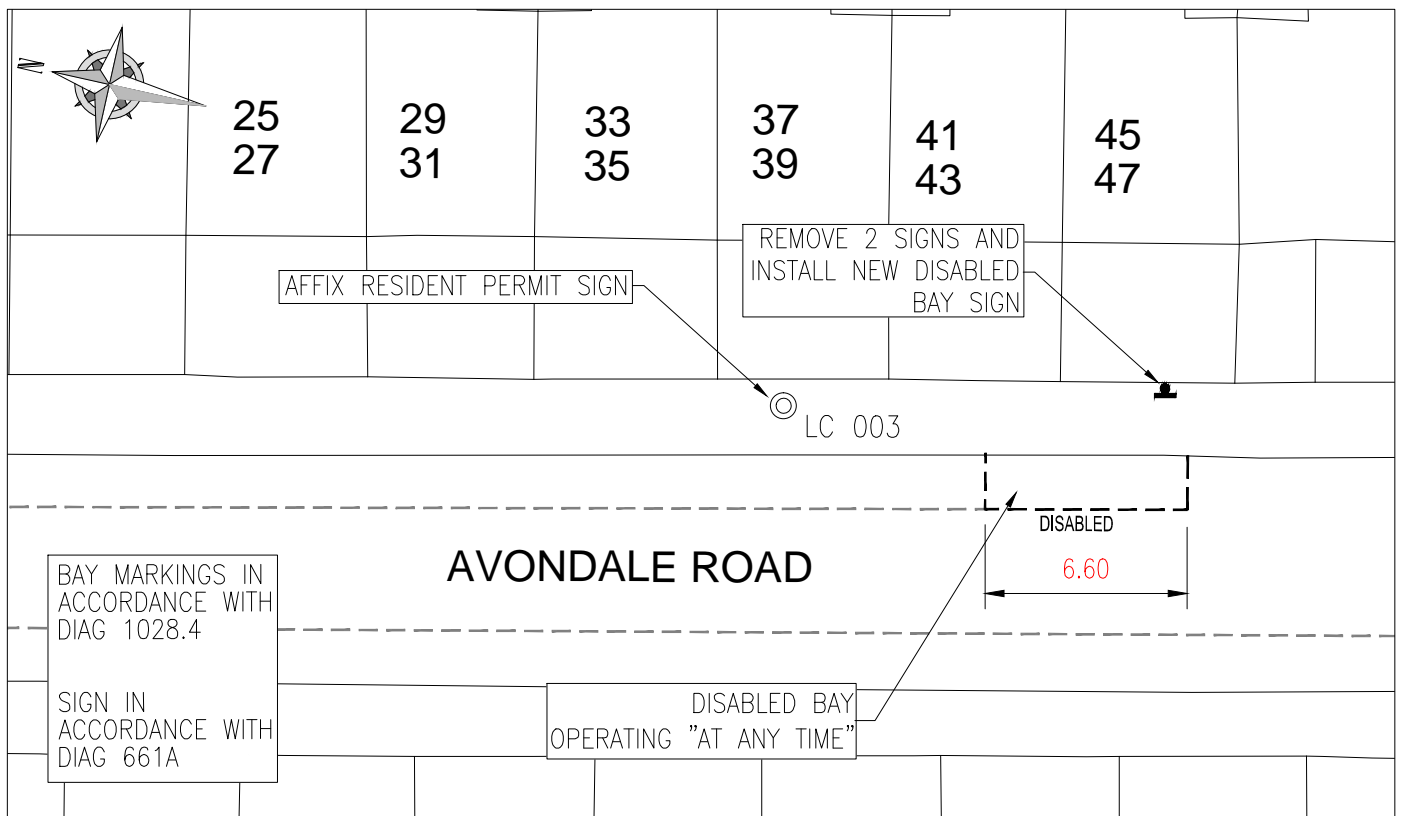 N
25
27
29
31
33
35
37
39
41
43
45
47
REMOVE 2 SIGNS AND
INSTALL NEW DISABLED
BAY SIGN
AFFIX RESIDENT PERMIT SIGN
LC 003
DISABLED
6.60
AVONDALE ROAD
BAY MARKINGS IN
ACCORDANCE WITH
DIAG 1028.4
SIGN IN
ACCORDANCE WITH
DIAG 661A
DISABLED BAY
OPERATING "AT ANY TIME"